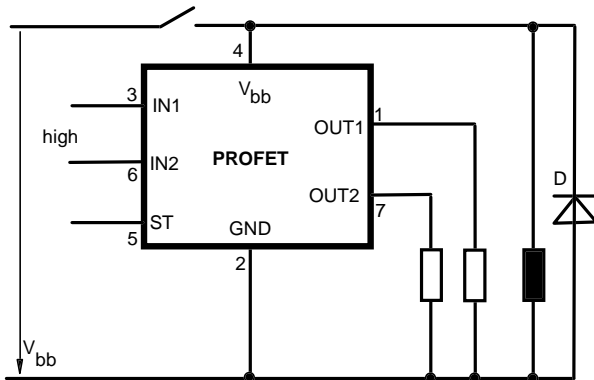 4
3
IN1
V
bb
1
OUT1
high
PROFET
IN2
6
OUT2
7
D
ST
5
GND
2
V
bb